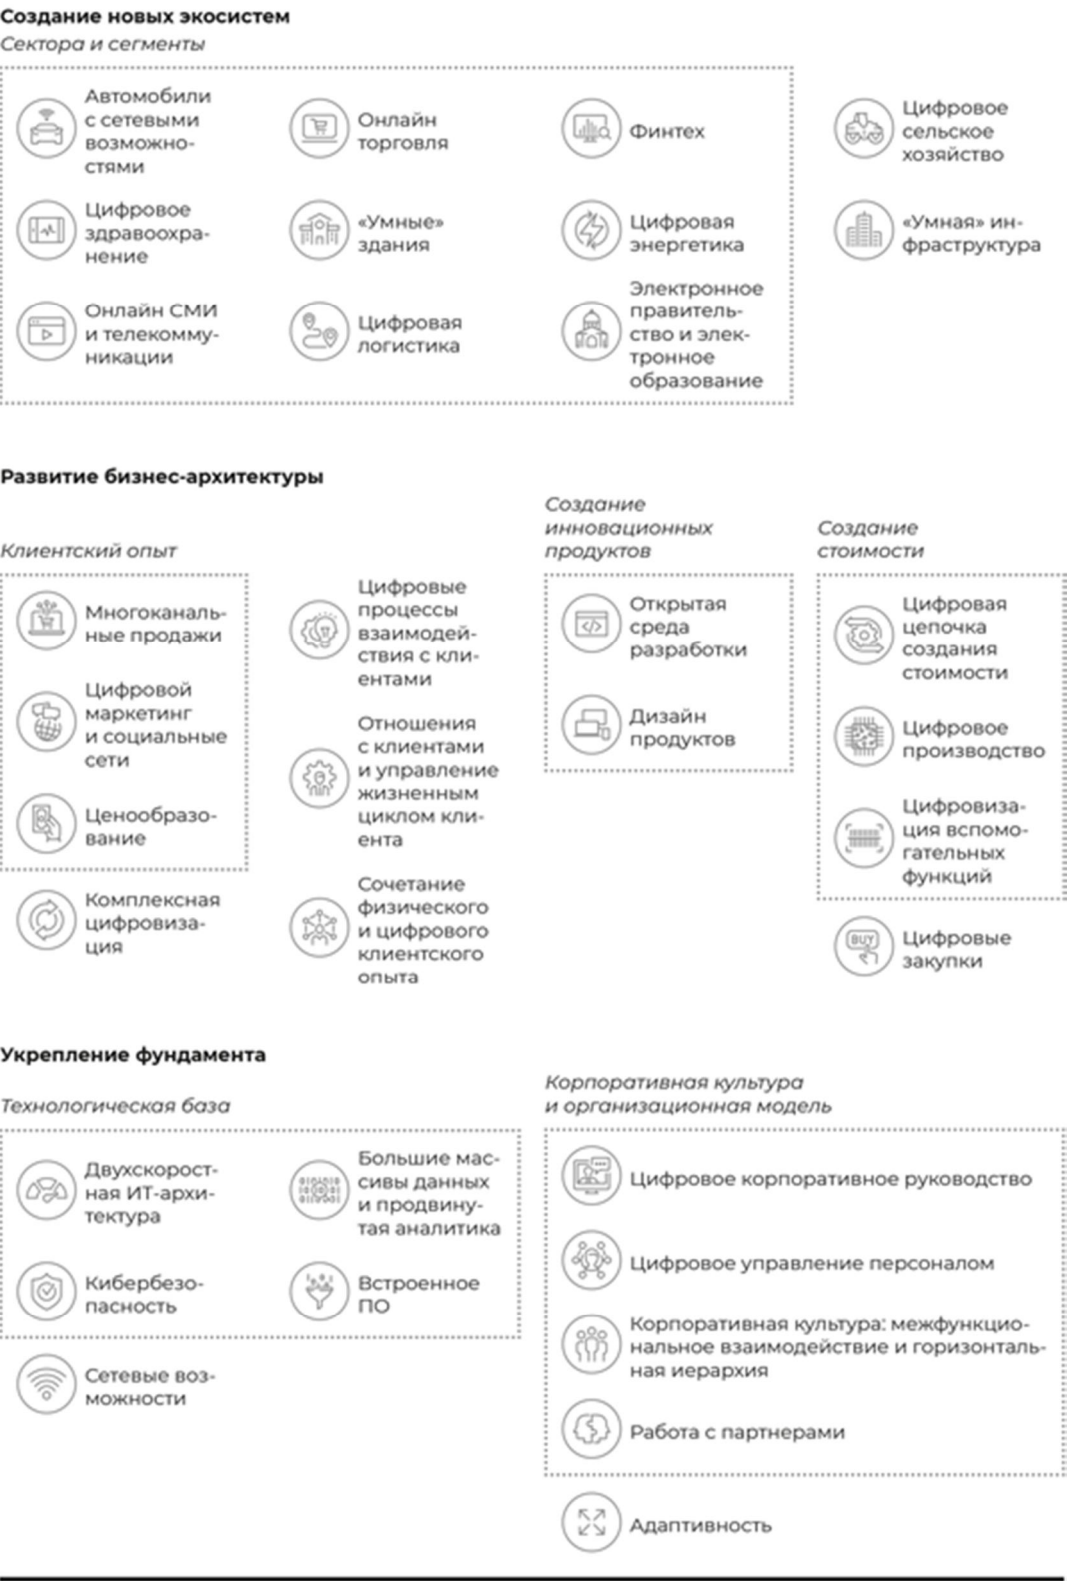 Создание новых экосистем
Сектора и сегменты
Автомобили
с сетевыми
возможно-
стями
Онлайн
торговля
Финтех
Цифровое
сельское
хозяйство
Цифровое
здравоохра-
нение
«Умные»
здания
Цифровая
энергетика
«Умная» ин-
фраструктура
Онлайн СМИ
и телекомму-
никации
Цифровая
логистика
Электронное
правитель-
ство и элек-
тронное
образование
Развитие бизнес-архитектуры
Клиентский опыт
Многоканаль-
ные продажи
Цифровой
маркетинг
и социальные
сети
Ценообразо-
вание
Комплексная
цифровиза-
ция
Цифровые
процессы
взаимодей-
ствия с кли-
ентами
Отношения
с клиентами
и управление
жизненным
циклом кли-
ента
Сочетание
физического
и цифрового
клиентского
опыта
Создание
инновационных
продуктов
Открытая
среда
разработки
Дизайн
продуктов
Создание
стоимости
Цифровая
цепочка
создания
стоимости
Цифровое
производство
Цифровиза-
ция вспомо-
гательных
функций
BUY
Цифровые
закупки
Укрепление фундамента
Технологическая база
Двухскорост-
ная ИТ-архи-
тектура
Большие мас-
сивы данных
и продвину-
тая аналитика
Кибербезо-
пасность
Встроенное
ПО
Сетевые воз-
можности
Корпоративная культура
и организационная модель
Цифровое корпоративное руководство
Цифровое управление персоналом
Корпоративная культура: межфункцио-
нальное взаимодействие и горизонталь-
ная иерархия
Работа с партнерами
Адаптивность